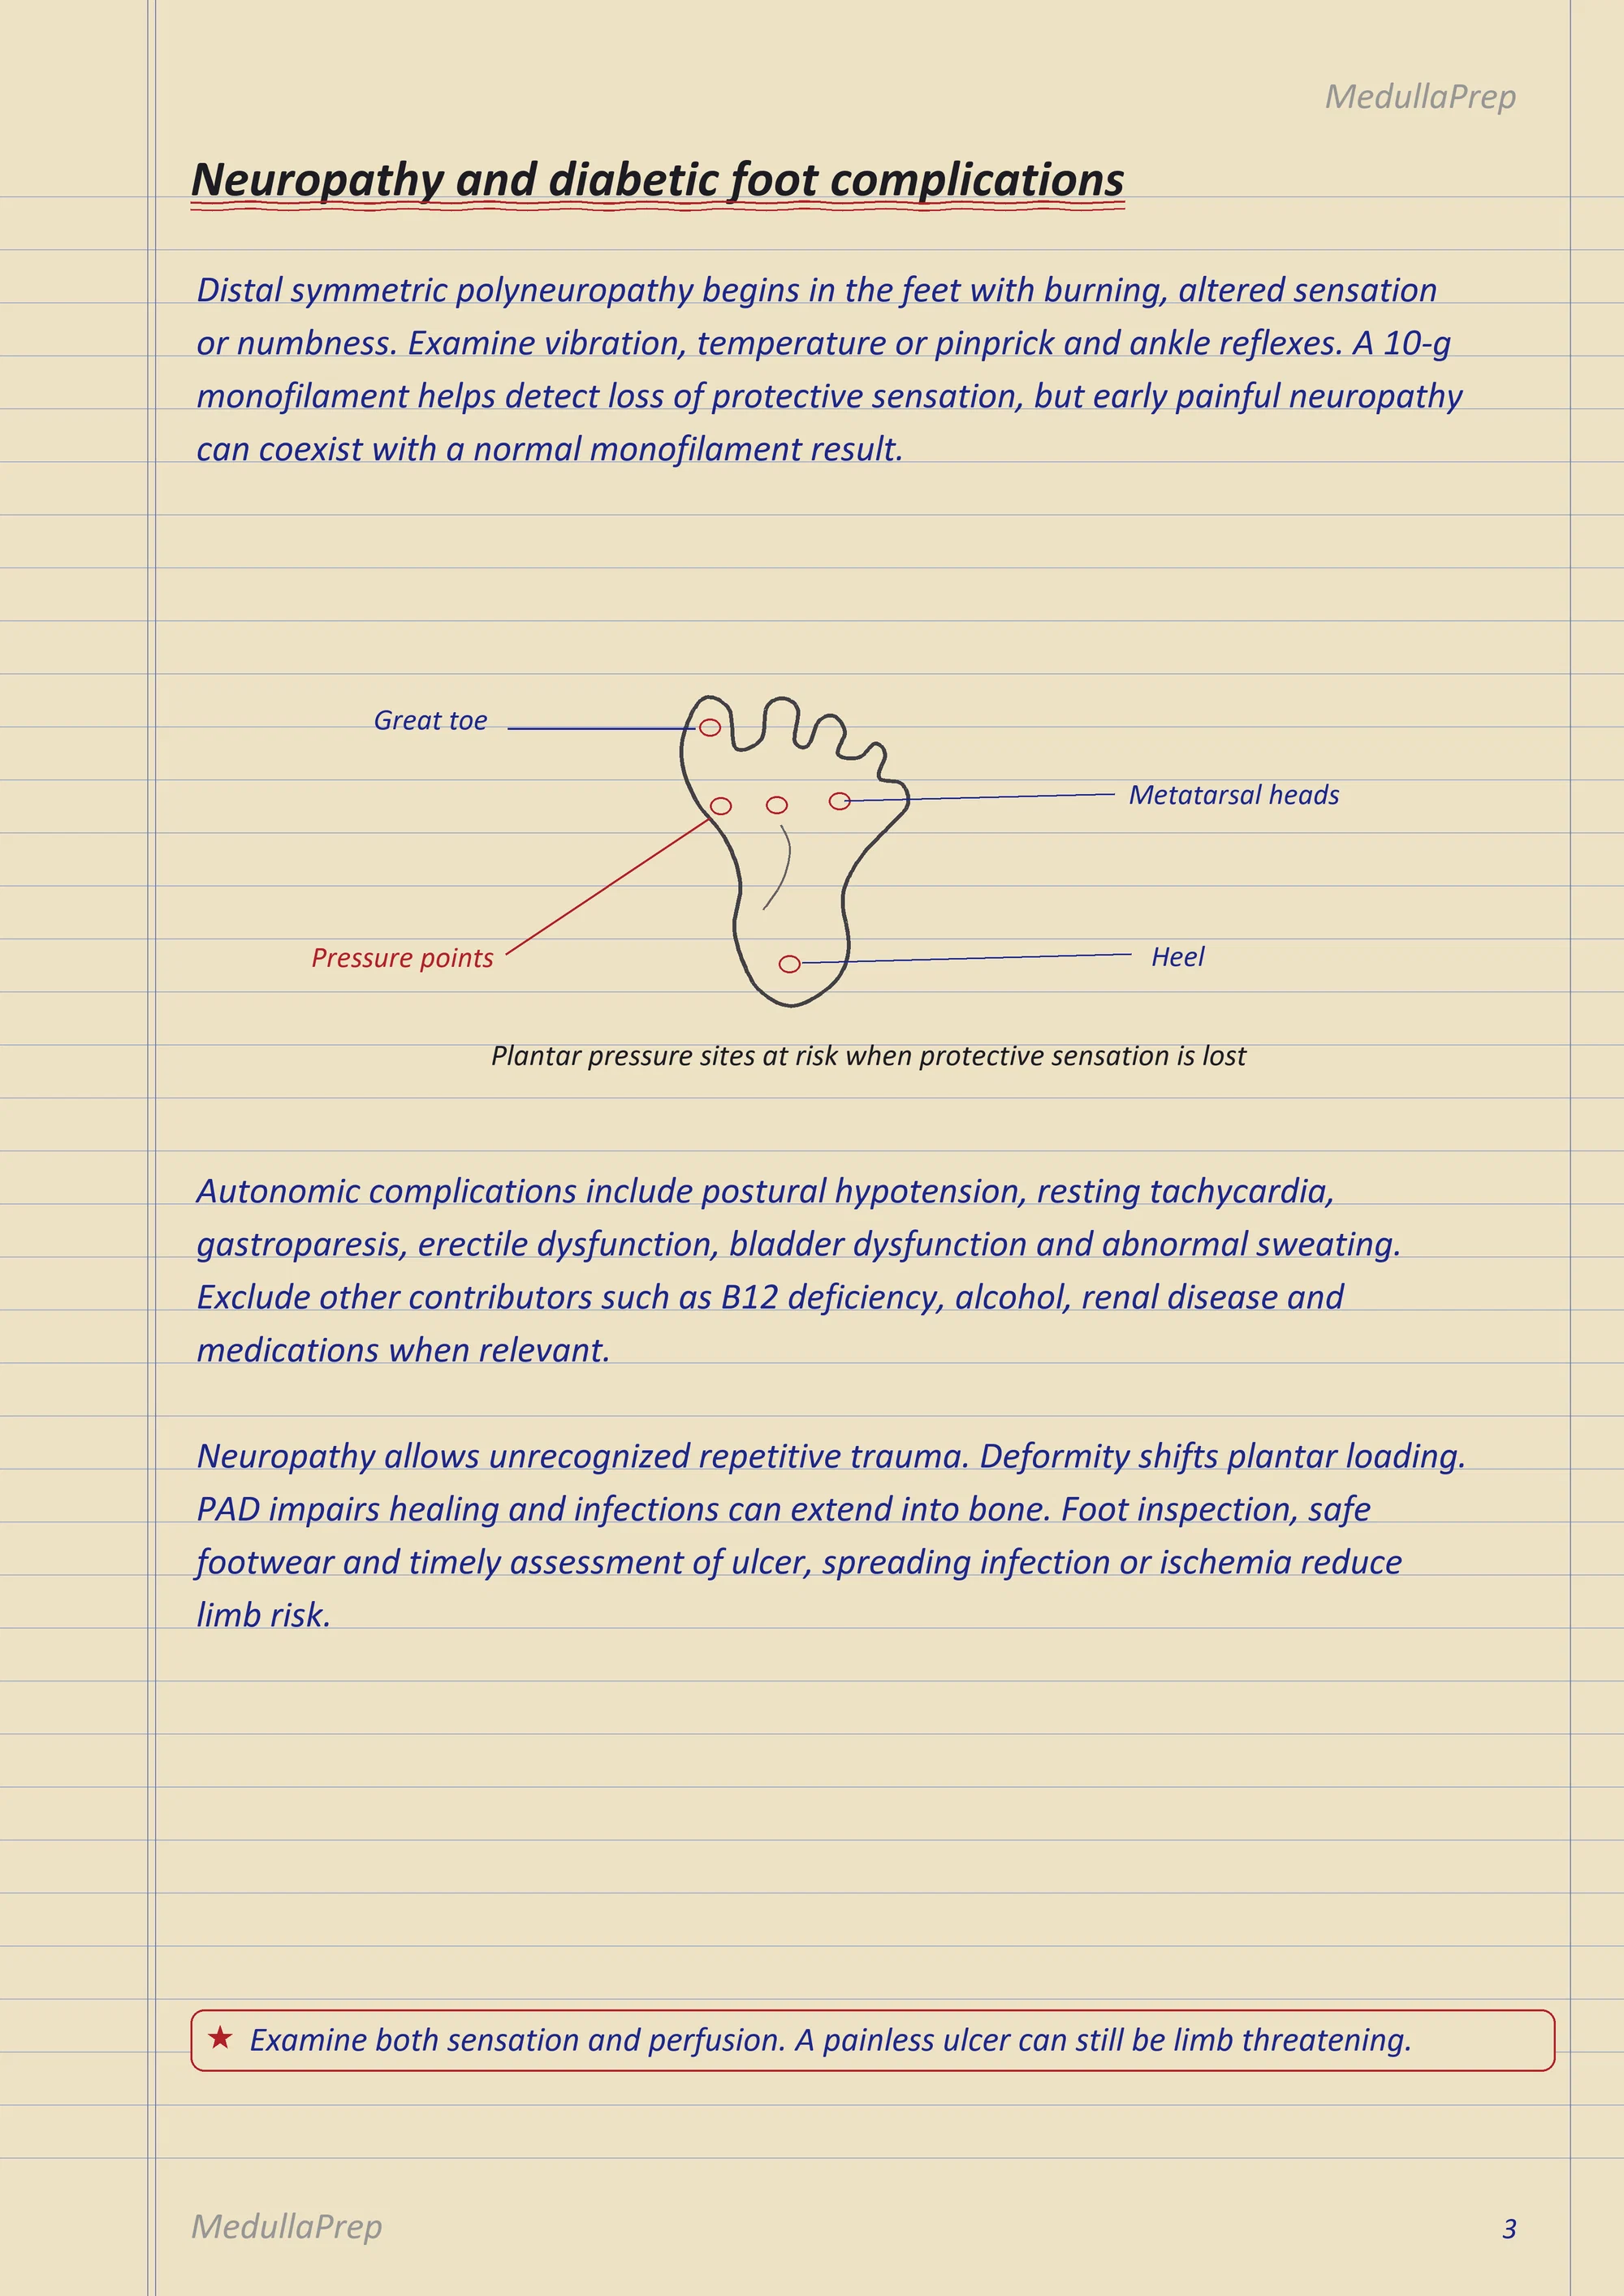 MedullaPrep
Neuropathy and diabetic foot complications
Distal symmetric polyneuropathy begins in the feet with burning, altered sensation
or numbness. Examine vibration, temperature or pinprick and ankle reflexes. A 10-g
monofilament helps detect loss of protective sensation, but early painful neuropathy
can coexist with a normal monofilament result.
Great toe
Metatarsal heads
Pressure points
Heel
Plantar pressure sites at risk when protective sensation is lost
Autonomic complications include postural hypotension, resting tachycardia,
gastroparesis, erectile dysfunction, bladder dysfunction and abnormal sweating.
Exclude other contributors such as B12 deficiency, alcohol, renal disease and
medications when relevant.
Neuropathy allows unrecognized repetitive trauma. Deformity shifts plantar loading.
PAD impairs healing and infections can extend into bone. Foot inspection, safe
footwear and timely assessment of ulcer, spreading infection or ischemia reduce
limb risk.
★ Examine both sensation and perfusion. A painless ulcer can still be limb threatening.
MedullaPrep
3